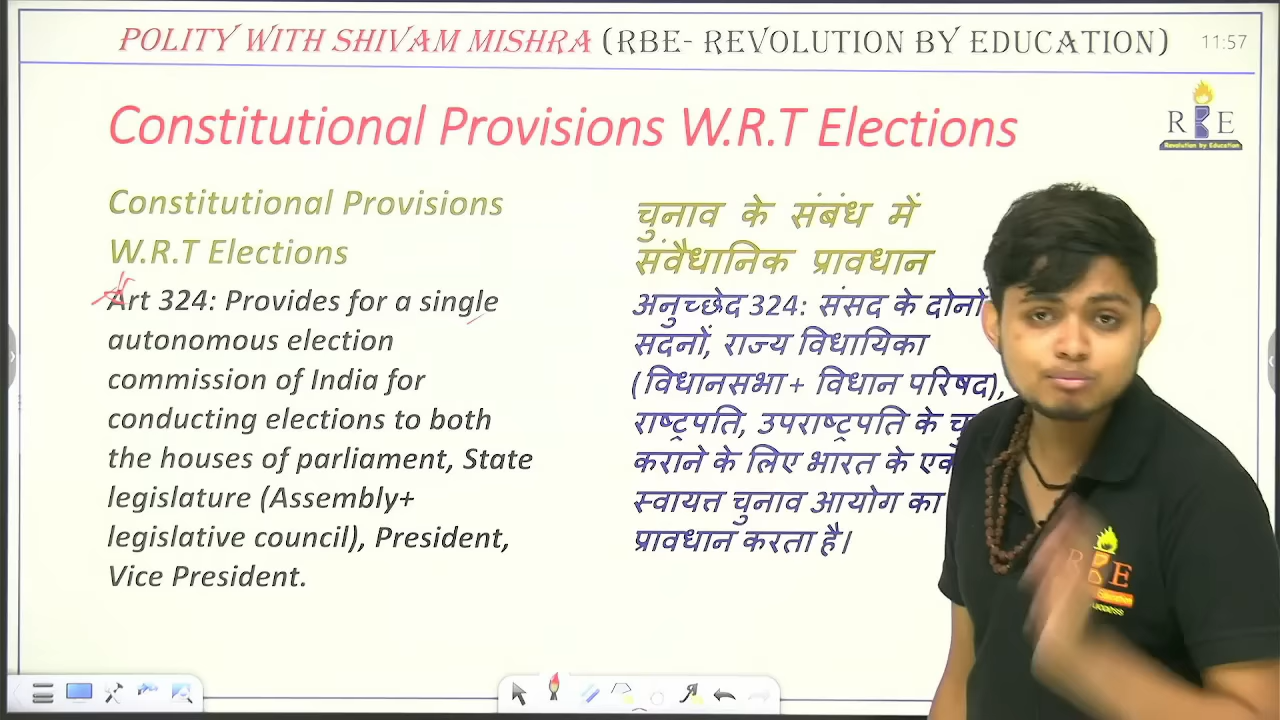 POLITY WITH SHIVAM MISHRA (RBE- REVOLUTION BY EDUCATION)
11:57
Constitutional Provisions W.R.T Elections
R E
Revolution by Education
Constitutional Provisions
W.R.T Elections
Art 324: Provides for a single
autonomous election
commission of India for
conducting elections to both
the houses of parliament, State
legislature (Assembly+
legislative council), President,
Vice President.
चुनाव के संबंध में
संवैधानिक प्रावधान
अनुच्छेद 324: संसद के दोनों
सदनों, राज्य विधायिका
(विधानसभा + विधान परिषद),
राष्ट्रपति, उपराष्ट्रपति के
कराने के लिए भारत के
स्वायत्त चुनाव आयोग का
प्रावधान करता है।
R E